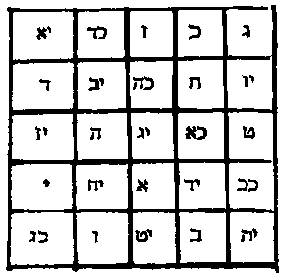 ג כ ז כד יא
יו ח כה יב ד
ט כא יג ה יז
כב יד א יח י
יה ב יט ו כג